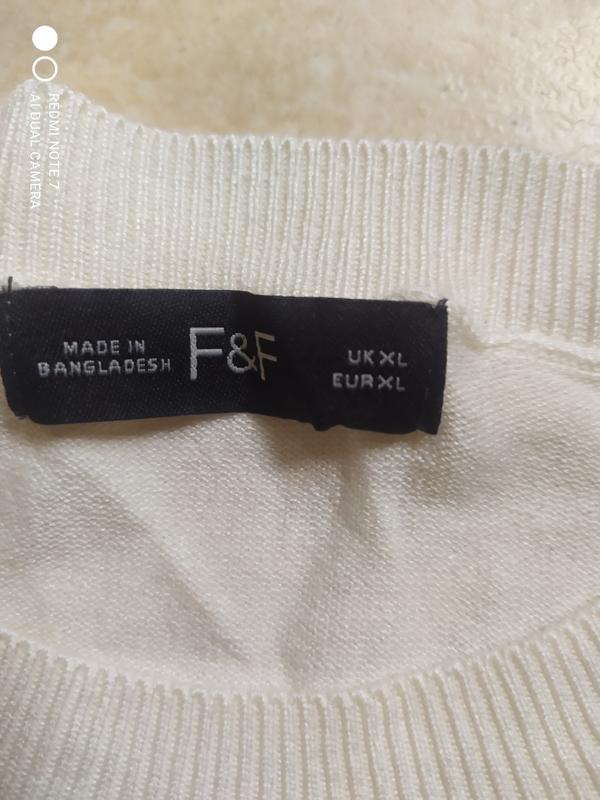 REDMI NOTE 7
AI DUAL CAMERA
MADE IN
BANGLADESH
F&F
UK XL
EUR XL